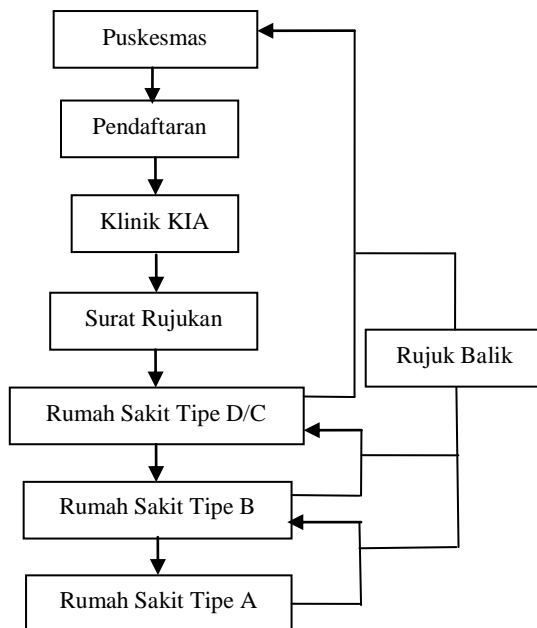 Puskesmas
Pendaftaran
Klinik KIA
Surat Rujukan
Rujuk Balik
Rumah Sakit Tipe D/C
Rumah Sakit Tipe B
Rumah Sakit Tipe A